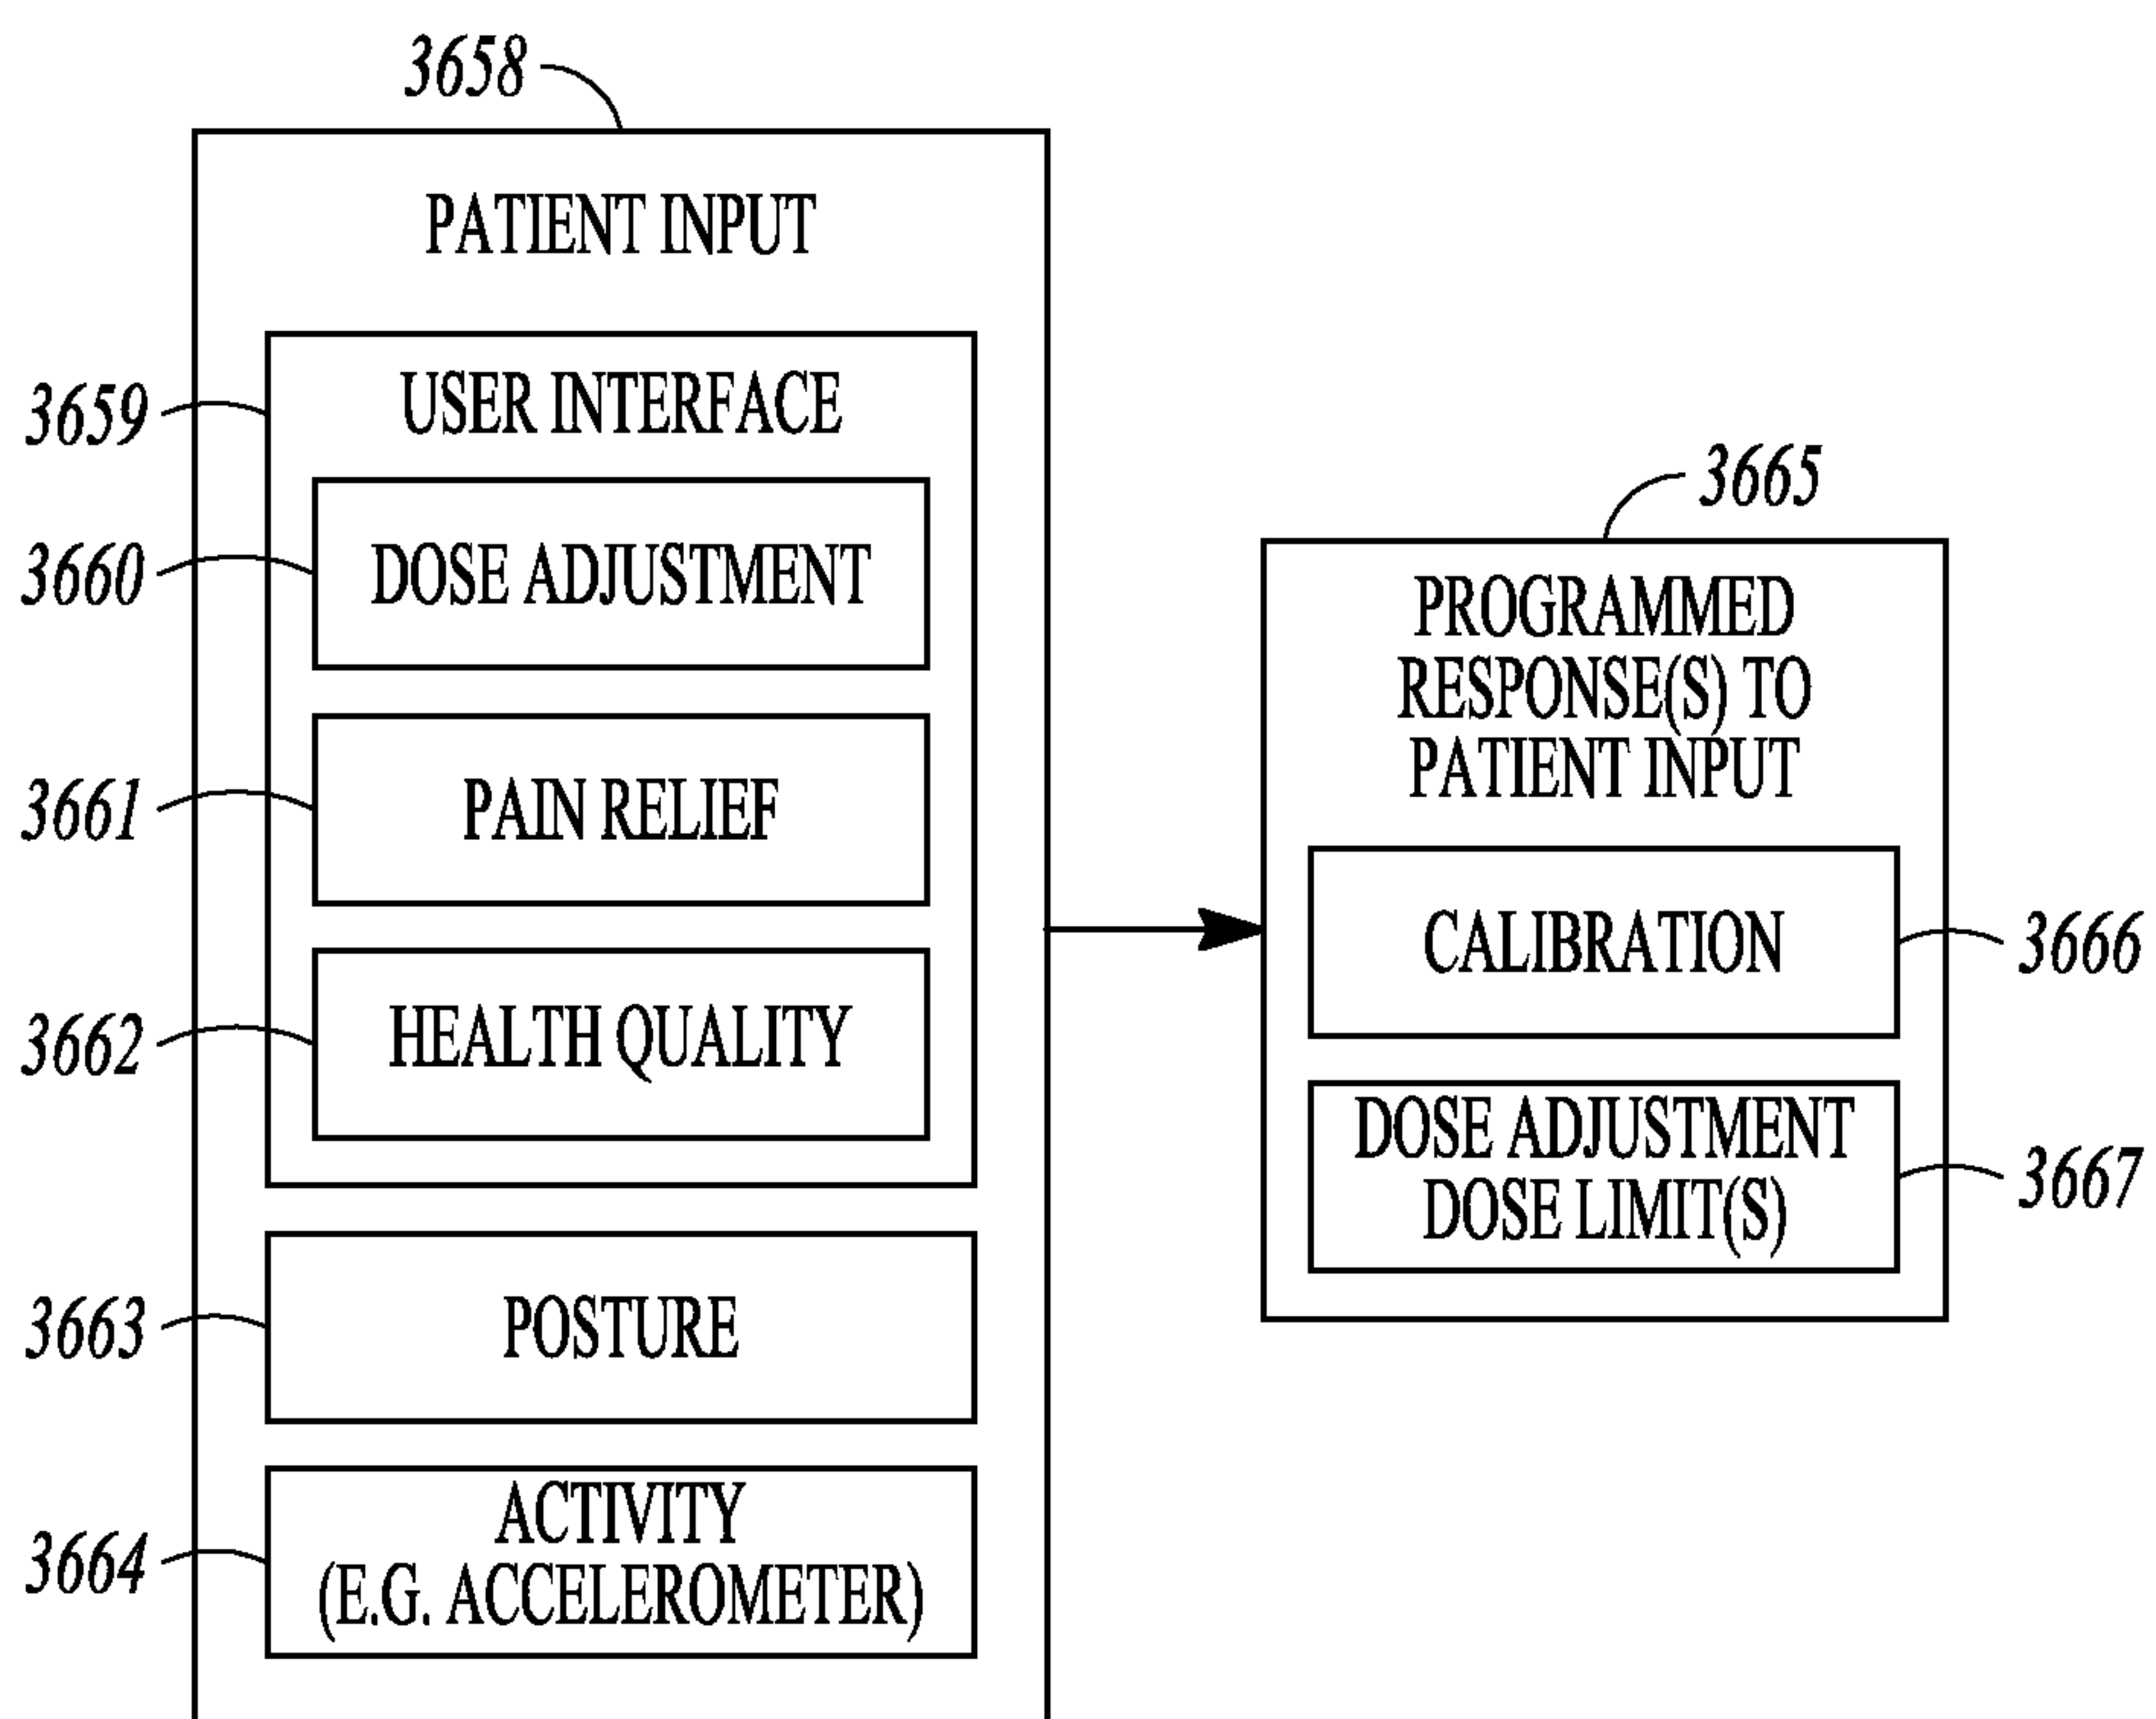 3658
PATIENT INPUT
3659
USER INTERFACE
3660
DOSE ADJUSTMENT
3661
PAIN RELIEF
3662
HEALTH QUALITY
3663
POSTURE
3664
ACTIVITY
(E.G. ACCELEROMETER)
3665
PROGRAMMED
RESPONSE(S) TO
PATIENT INPUT
CALIBRATION
3666
DOSE ADJUSTMENT
DOSE LIMIT(S)
3667